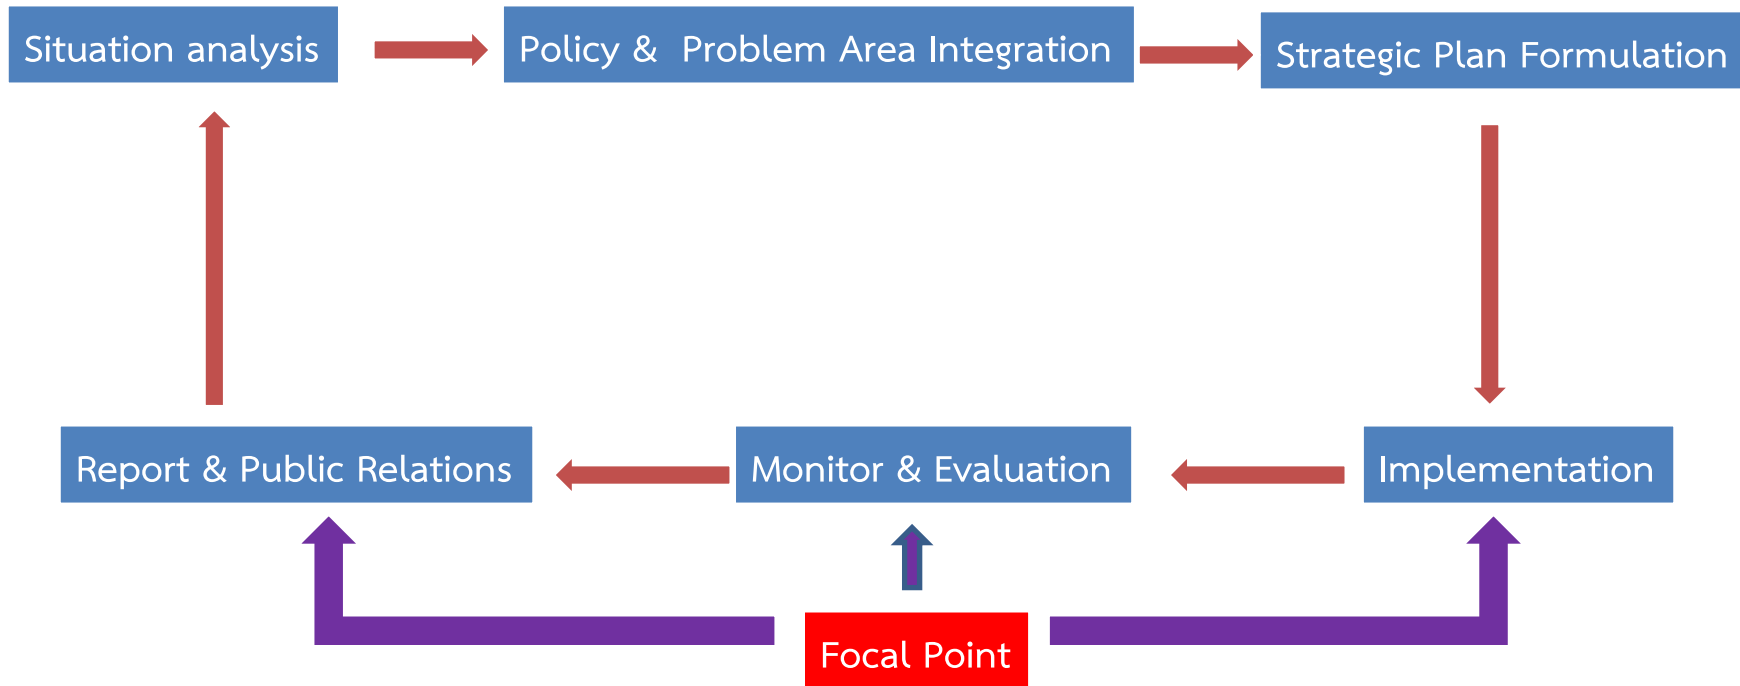 Situation analysis
Policy & Problem Area Integration
Strategic Plan Formulation
Report & Public Relations
Monitor & Evaluation
Implementation
Focal Point